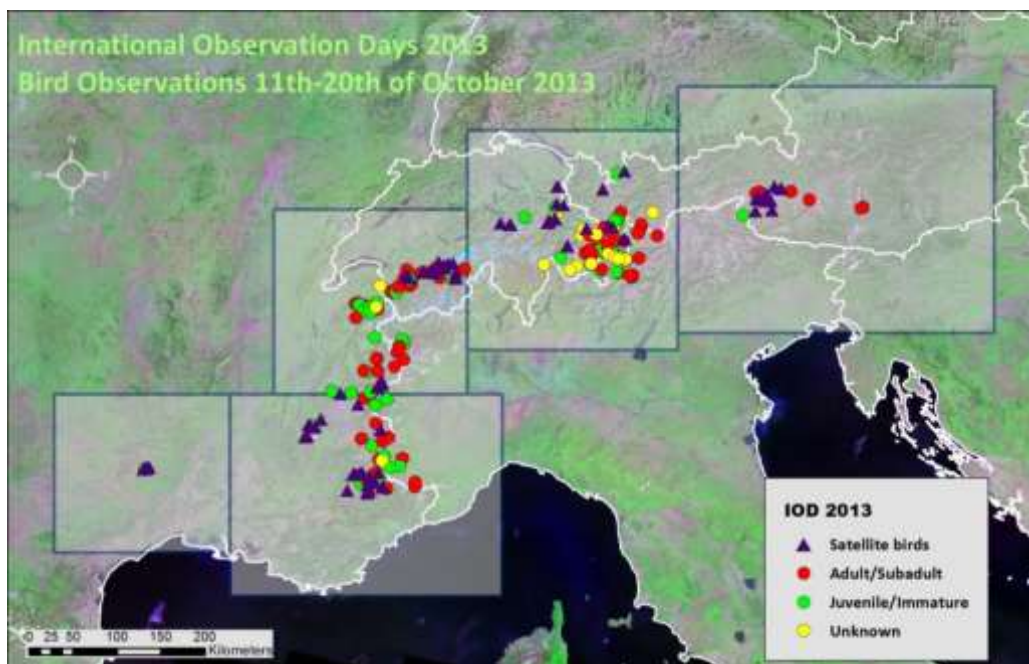 International Observation Days 2013
Bird Observations 11th-20th of October 2013
N
IOD 2013
Satellite birds
Adult/Subadult
Juvenile/Immature
Unknown
0 25 50 100 150 200
Kilometers